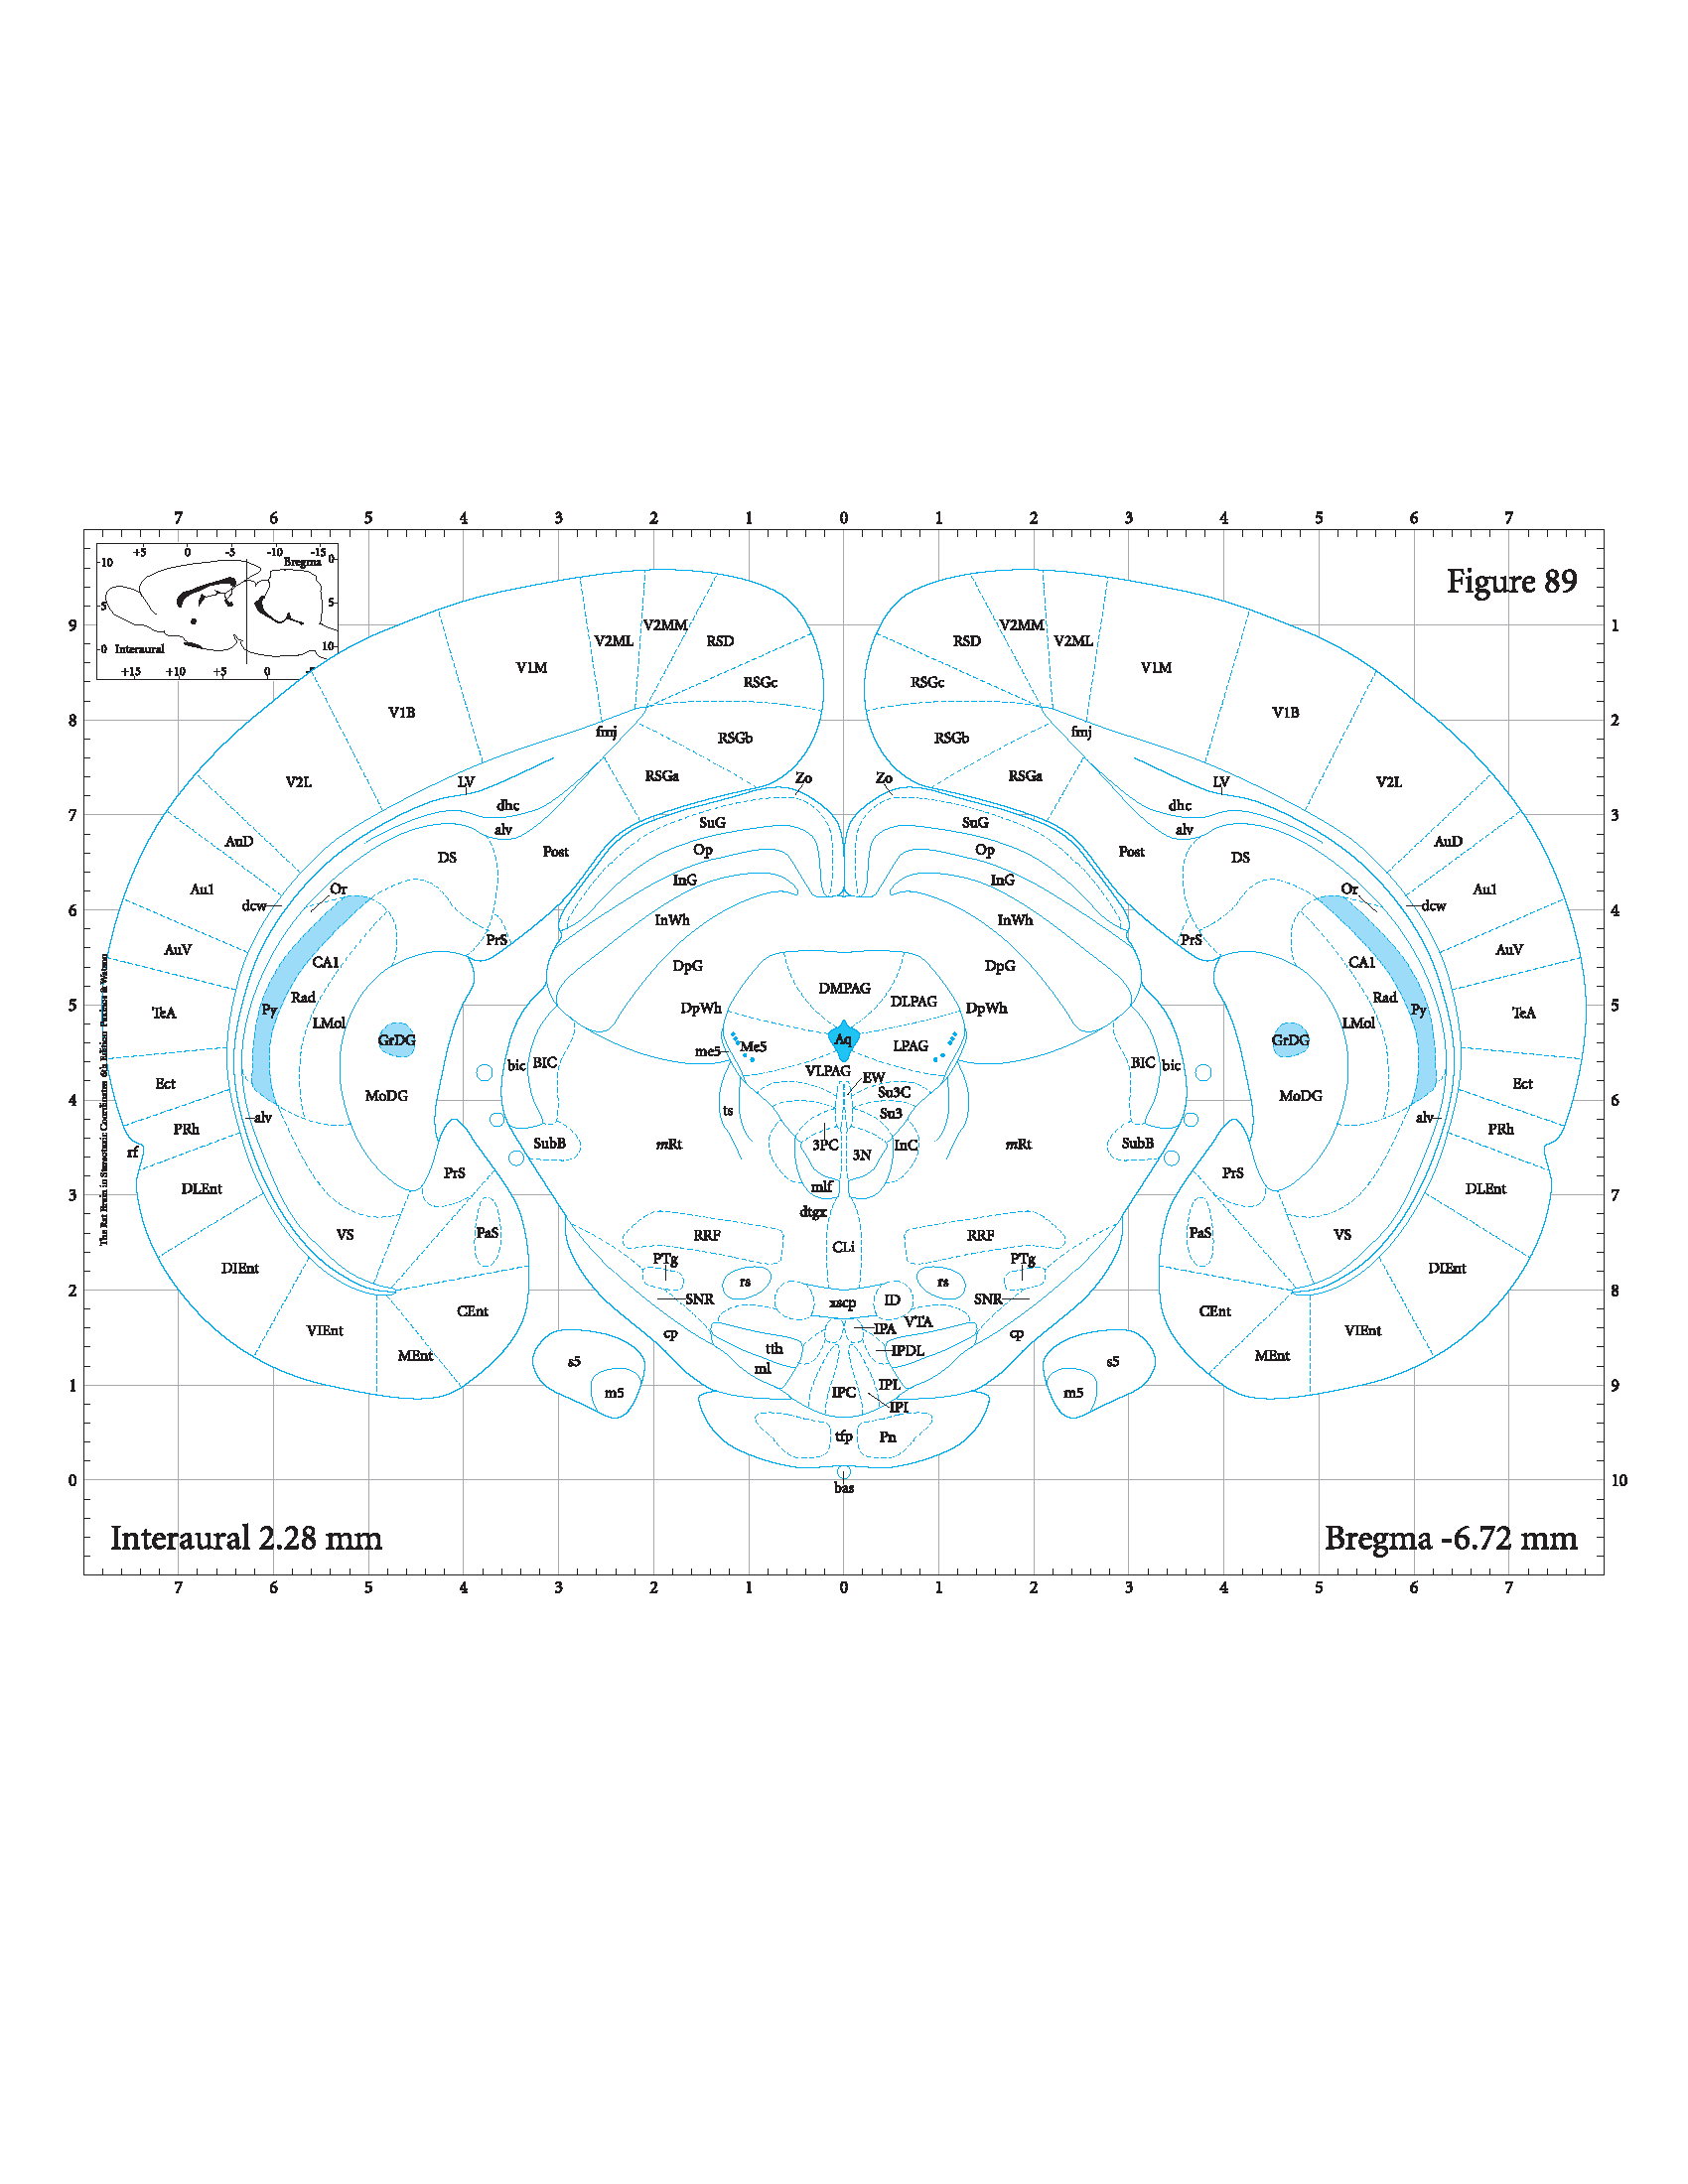 7 6 5 4 3 2 1 0 1 2 3 4 5 6 7
+5 0 -5 -10 -15
Bregma 0
10
5 5
0 Interaural 10
+15 +10 +5 0 -5
Figure 89
9 V2MM V2MM 1
V2ML RSD RSD V2ML
V1M RSGc RSGc V1M
V1B V1B
8 2
fmj RSGb RSGb fmj
V2L LV RSGa Zo Zo RSGa LV V2L
dhc dhc
7 3
alv SuG SuG alv
AuD DS Post Op Op Post DS AuD
Au1 Or InG InG Or Au1
dcw dcw
6 4
InWh InWh
AuV PrS PrS AuV
CA1 DpG DpG CA1
Rad DMPAG Rad
DLPAG
5 5
TeA Py LMol DpWh DpWh LMol Py TeA
GrDG Aq GrDG
me5 Me5 LPAG
bic BIC VLPAG BIC bic
Ect EW Ect
MoDG Su3C MoDG
4 6
ts Su3
alv alv
PRh SubB mRt 3PC InC mRt SubB PRh
rf 3N
PrS PrS
DLEnt mlf DLEnt
3 7
dtgx
VS PaS RRF RRF PaS VS
CLi
DIEnt PTg PTg DIEnt
rs rs
2 8
SNR xscp ID SNR
CEnt CEnt
VIEnt cp IPA VTA cp VIEnt
MEnt s5 tth IPDL s5 MEnt
ml
1 9
m5 IPC IPL m5
IPI
tfp Pn
0 10
bas
The Rat Brain in Stereotaxic Coordinates 6th Edition Paxinos & Watson
Interaural 2.28 mm Bregma -6.72 mm
7 6 5 4 3 2 1 0 1 2 3 4 5 6 7